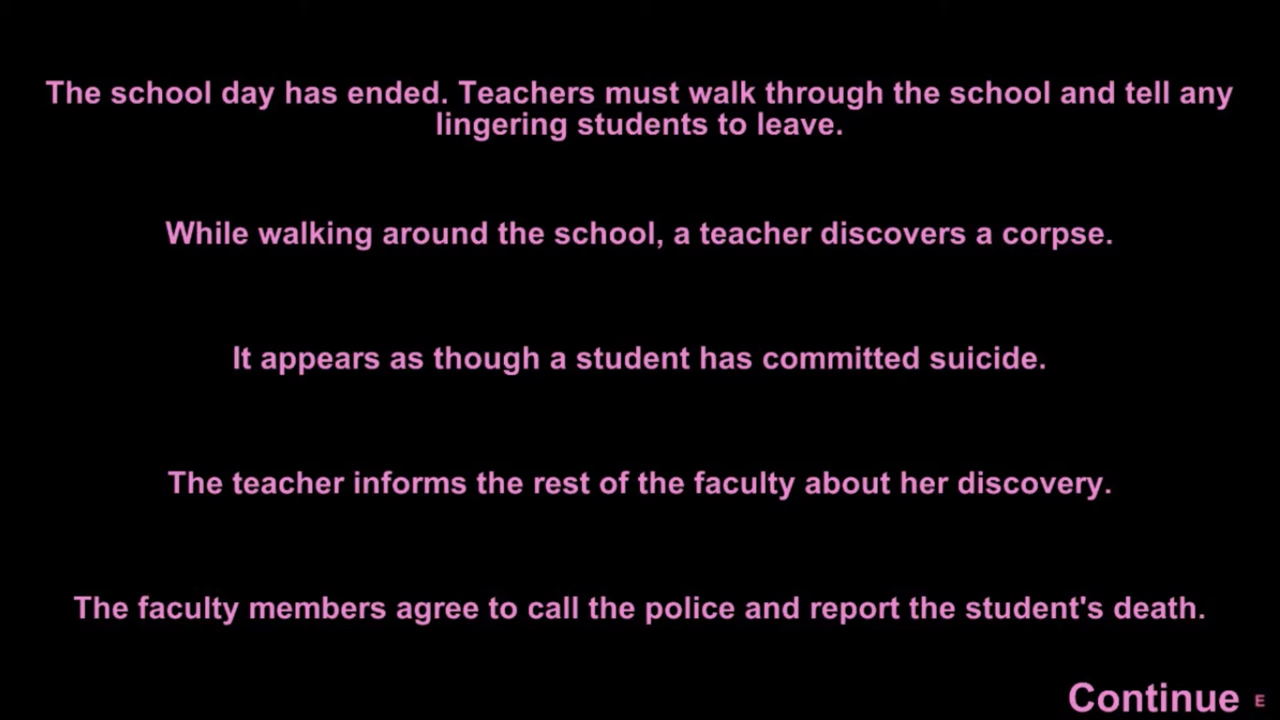 The school day has ended. Teachers must walk through the school and tell any
lingering students to leave.
While walking around the school, a teacher discovers a corpse.
It appears as though a student has committed suicide.
The teacher informs the rest of the faculty about her discovery.
The faculty members agree to call the police and report the student's death.
Continue E